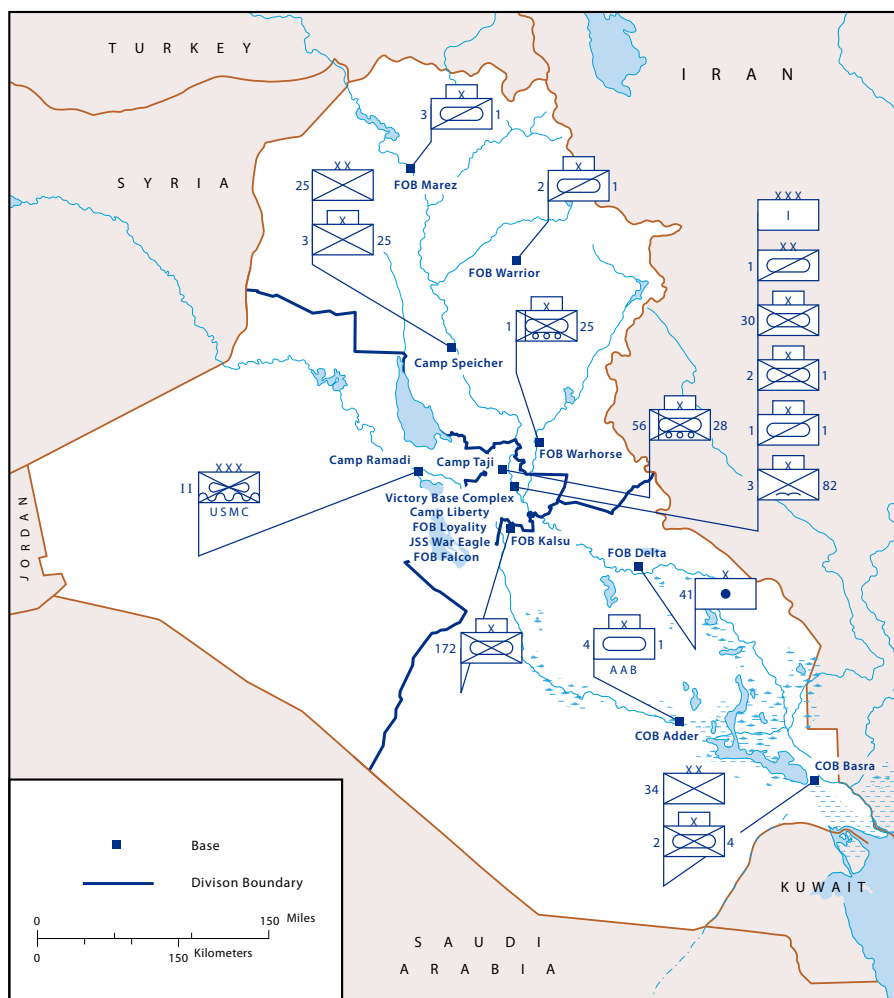 TURKEY
IRAN
X
3 1
FOB Marez
SYRIA
XX
25
X
3 25
X
2 1
FOB Warrior
XXX
I
XX
1
X
30
X
2 1
X
1 1
X
3 82
X
1 25
Camp Speicher
X
56 28
FOB Warhorse
Camp Ramadi
Camp Taji
XXX
II
USMC
Victory Base Complex
Camp Liberty
FOB Loyality
JSS War Eagle
FOB Falcon
FOB Kalsu
JORDAN
FOB Delta
X
41
X
172
X
4 1
AAB
COB Adder
COB Basra
XX
34
X
2 4
KUWAIT
SAUDI
ARABIA
Base
Divison Boundary
0 150 Miles
0 150 Kilometers